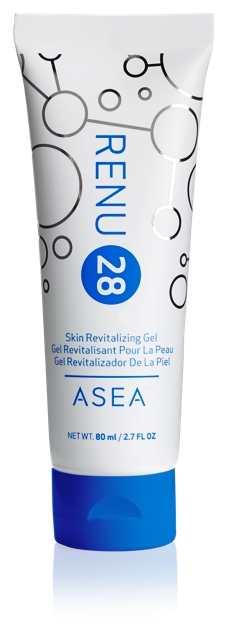 RENU
28
Skin Revitalizing Gel
Gel Revitalisant Pour La Peau
Gel Revitalizador De La Piel
ASEA
NET WT. 80 ml / 2.7 FL OZ